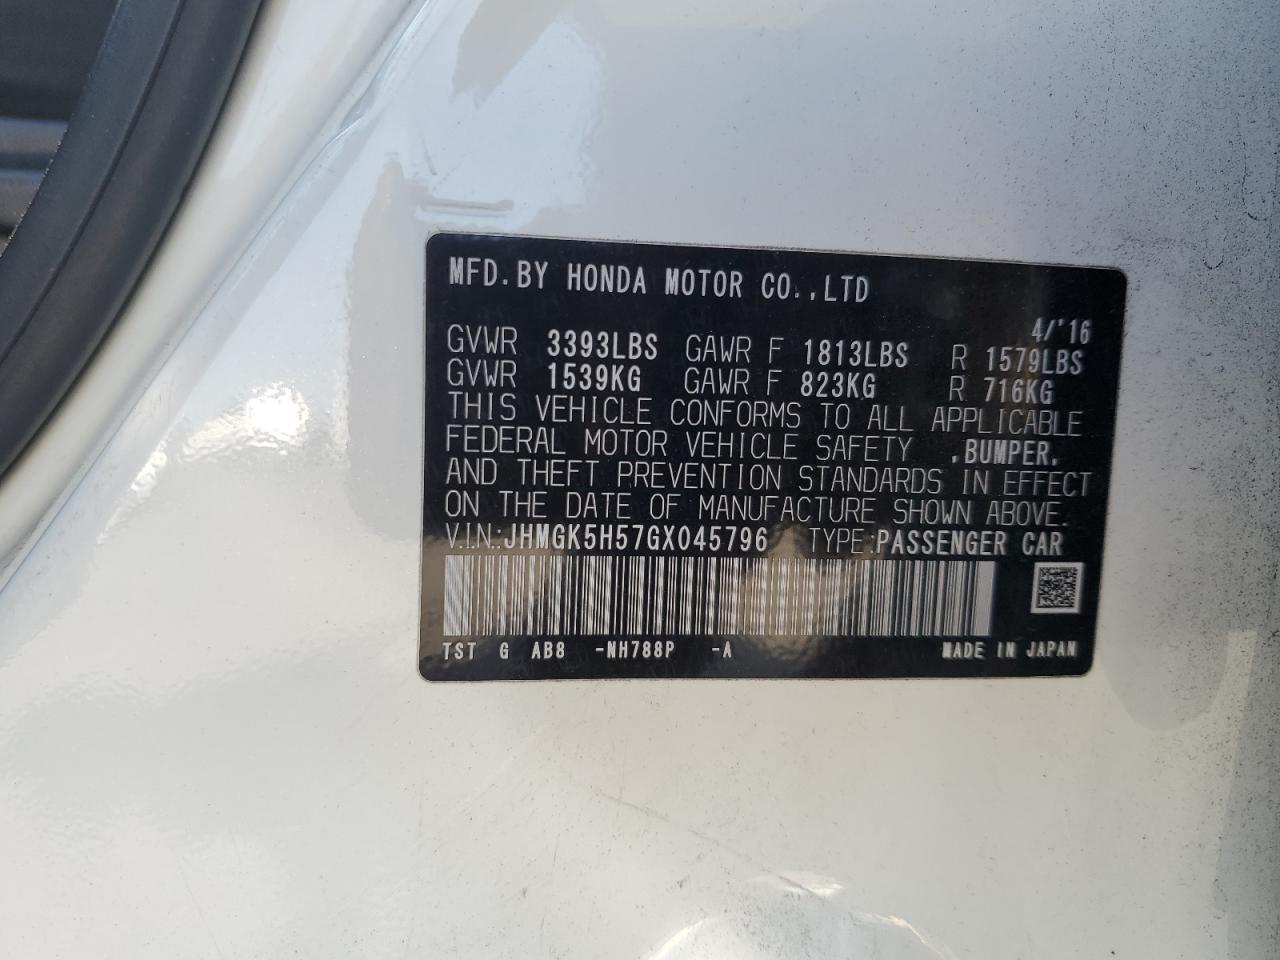 MFD.BY HONDA MOTOR CO.,LTD
4/'16
GVWR 3393LBS GAWR F 1813LBS R 1579LBS
GVWR 1539KG GAWR F 823KG R 716KG
THIS VEHICLE CONFORMS TO ALL APPLICABLE
FEDERAL MOTOR VEHICLE SAFETY ,BUMPER,
AND THEFT PREVENTION STANDARDS IN EFFECT
ON THE DATE OF MANUFACTURE SHOWN ABOVE.
V.I.N.:JHMGK5H57GX045796 TYPE:PASSENGER CAR
TST G AB8 -NH788P -A MADE IN JAPAN